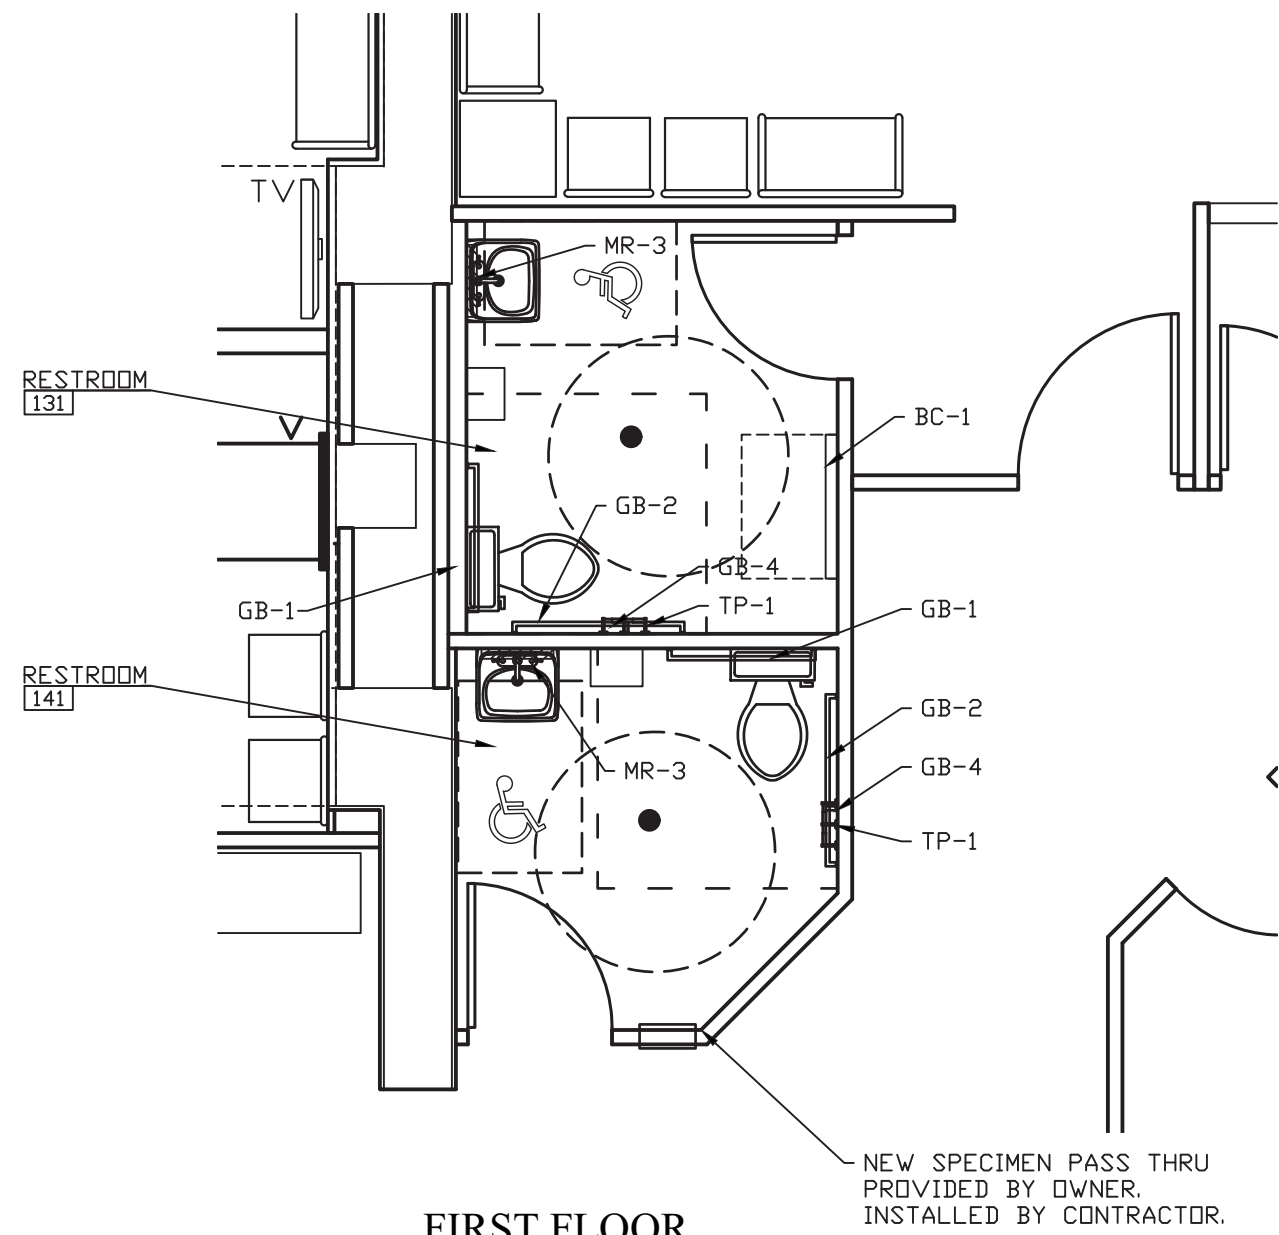 TV
MR-3
RESTROOM
131
BC-1
GB-2
GB-4
TP-1
GB-1
GB-1
RESTROOM
141
GB-2
GB-4
MR-3
TP-1
NEW SPECIMEN PASS THRU
PROVIDED BY OWNER.
INSTALLED BY CONTRACTOR.
FIRST FLOOR